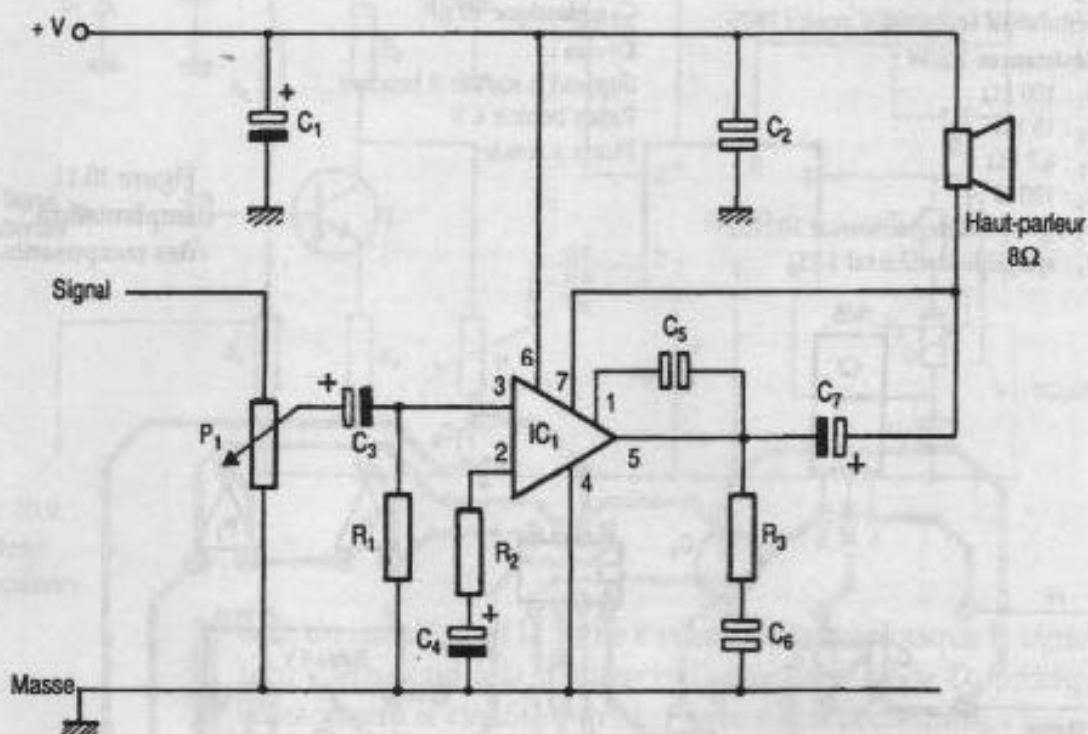 + V
+
C1
C2
Haut-parleur
8Ω
Signal
C5
6
7
1
3
+
P1
C3
IC1
C7
2
5
4
+
R1
R2
R3
+
C4
C6
Masse